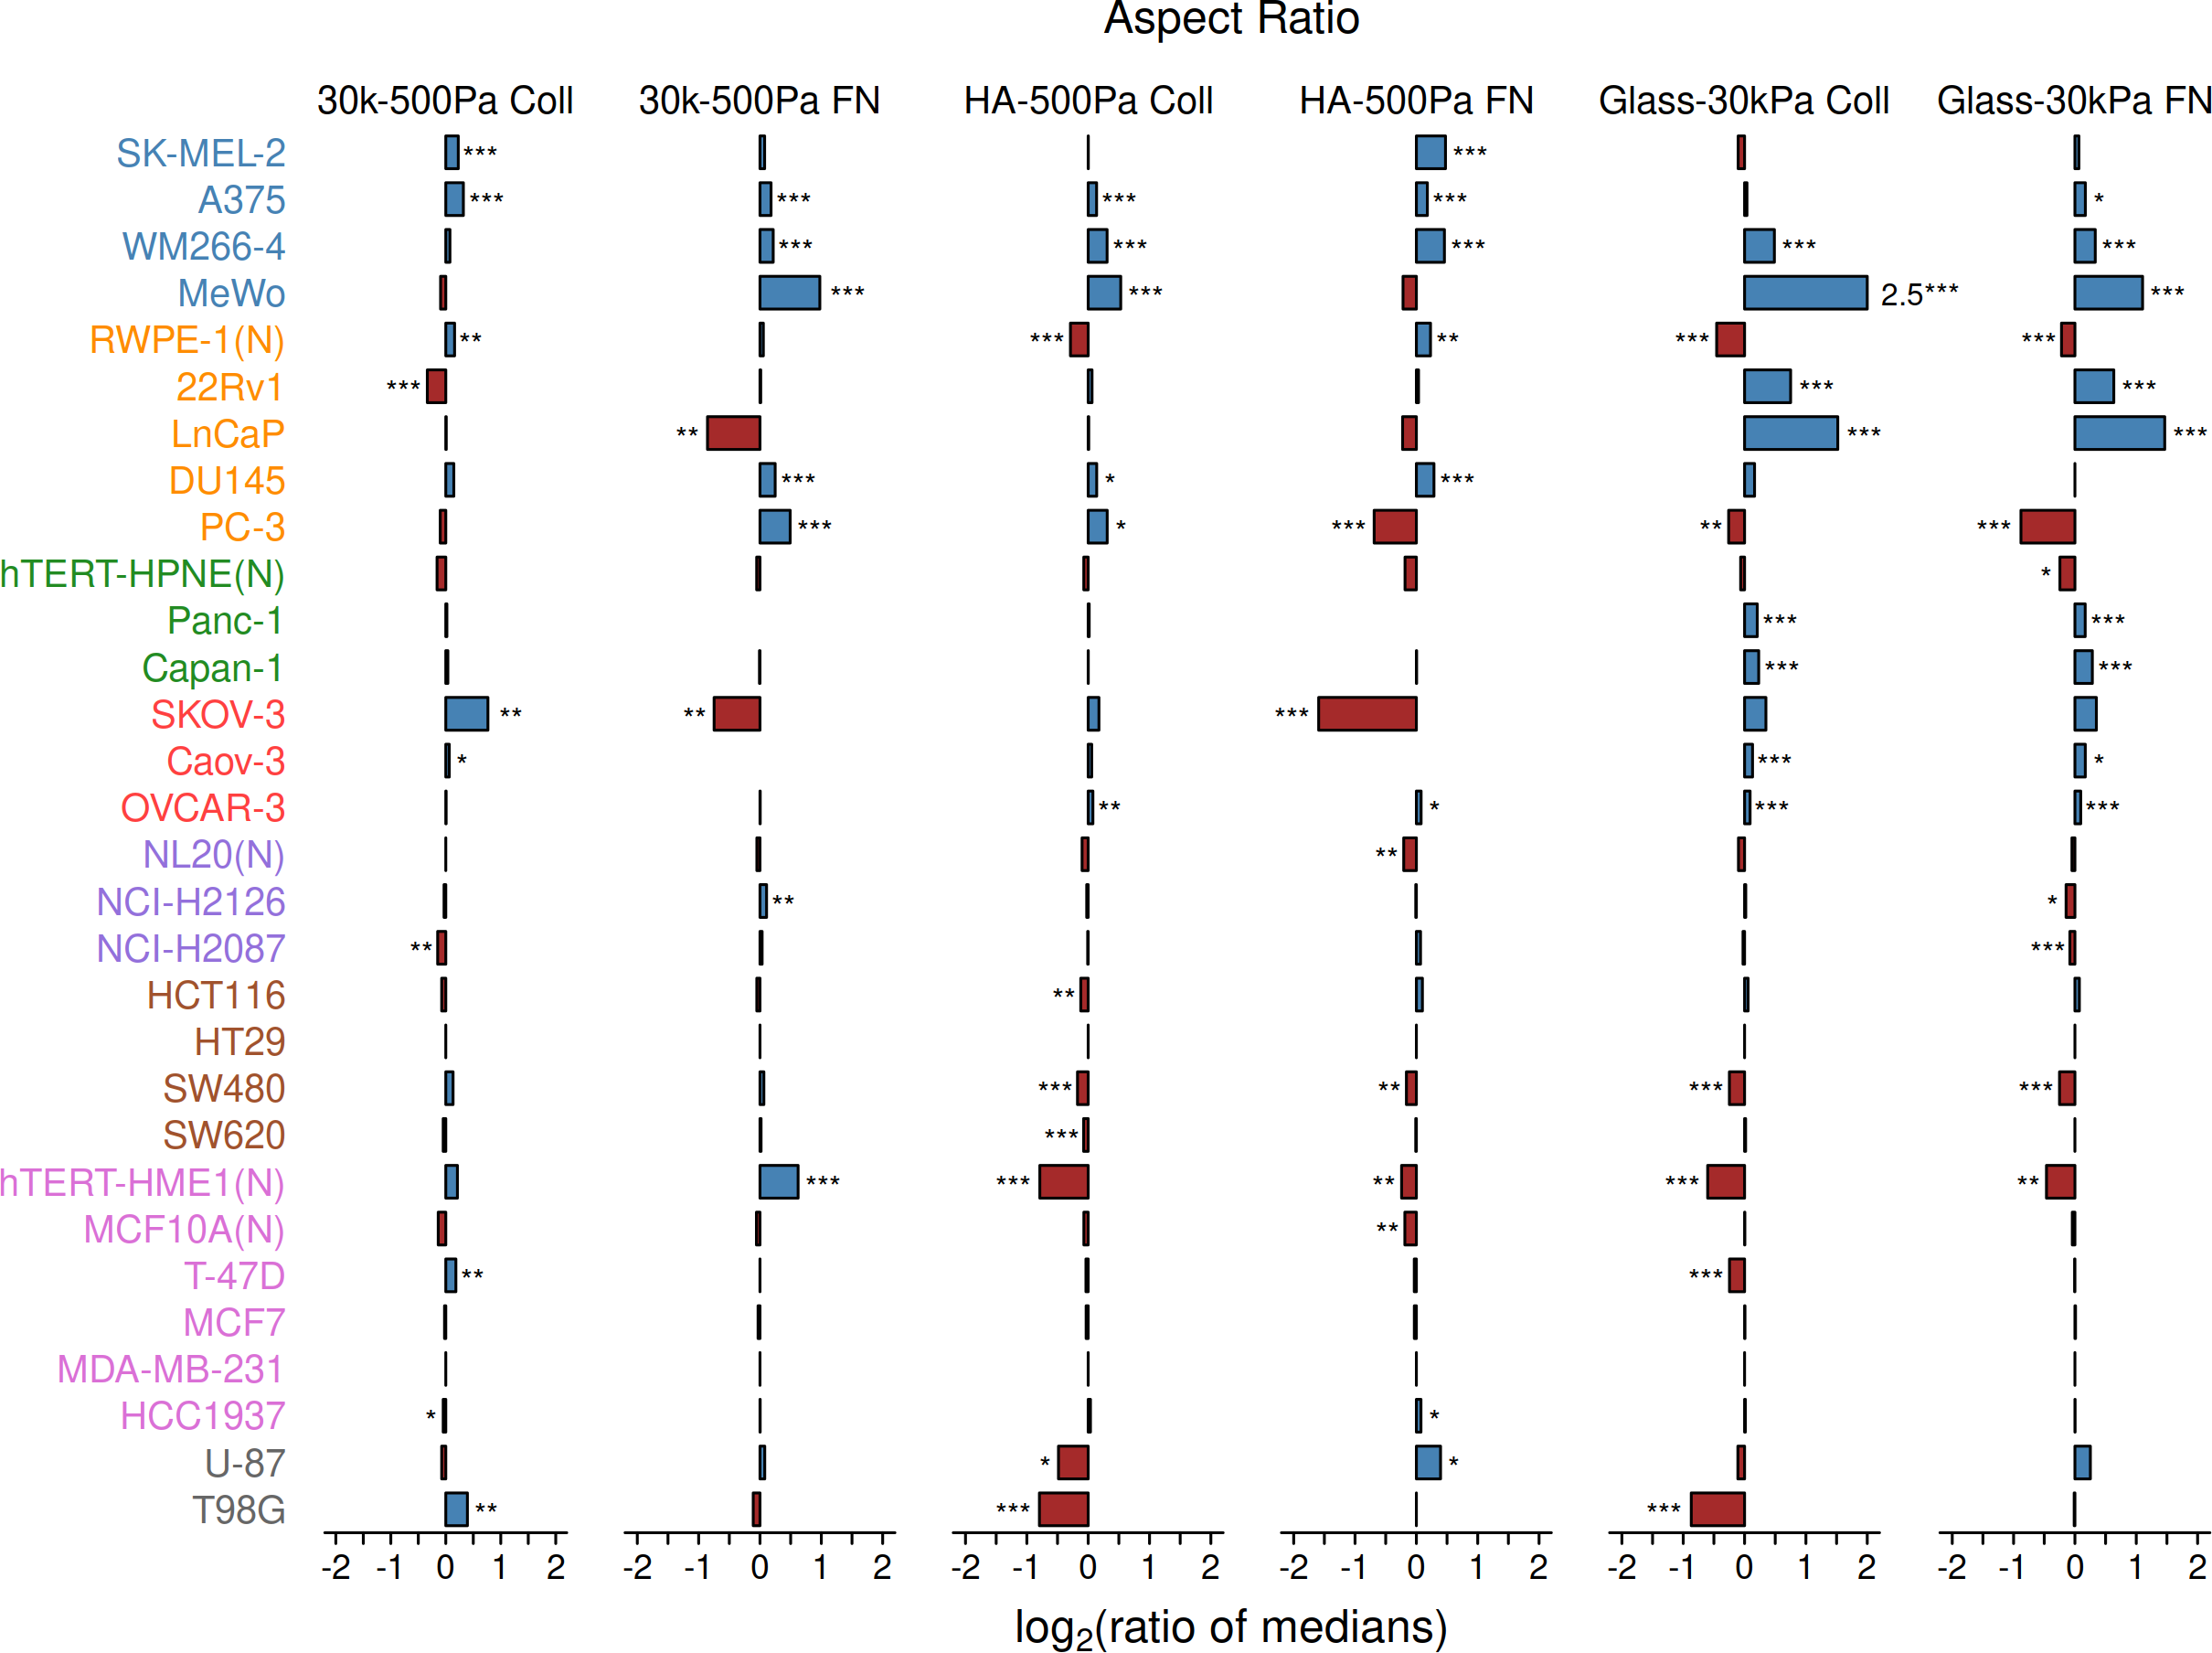 Aspect Ratio
30k-500Pa Coll 30k-500Pa FN HA-500Pa Coll HA-500Pa FN Glass-30kPa Coll Glass-30kPa FN
SK-MEL-2 *** ***
A375 *** *** *** *** *
WM266-4 *** *** *** *** ***
MeWo *** *** 2.5*** ***
RWPE-1(N) ** *** ** *** ***
22Rv1 *** *** ***
LnCaP ** *** ***
DU145 *** * ***
PC-3 *** * *** ** ***
hTERT-HPNE(N) *
Panc-1 *** ***
Capan-1 *** ***
SKOV-3 ** ** ***
Caov-3 * *** *
OVCAR-3 ** * *** ***
NL20(N) **
NCI-H2126 ** *
NCI-H2087 ** ***
HCT116 **
HT29
SW480 *** ** *** ***
SW620 ***
hTERT-HME1(N) *** *** ** *** **
MCF10A(N) **
T-47D ** ***
MCF7
MDA-MB-231
HCC1937 * *
U-87 * *
T98G ** *** ***
-2 -1 0 1 2 -2 -1 0 1 2 -2 -1 0 1 2 -2 -1 0 1 2 -2 -1 0 1 2 -2 -1 0 1 2
log2(ratio of medians)